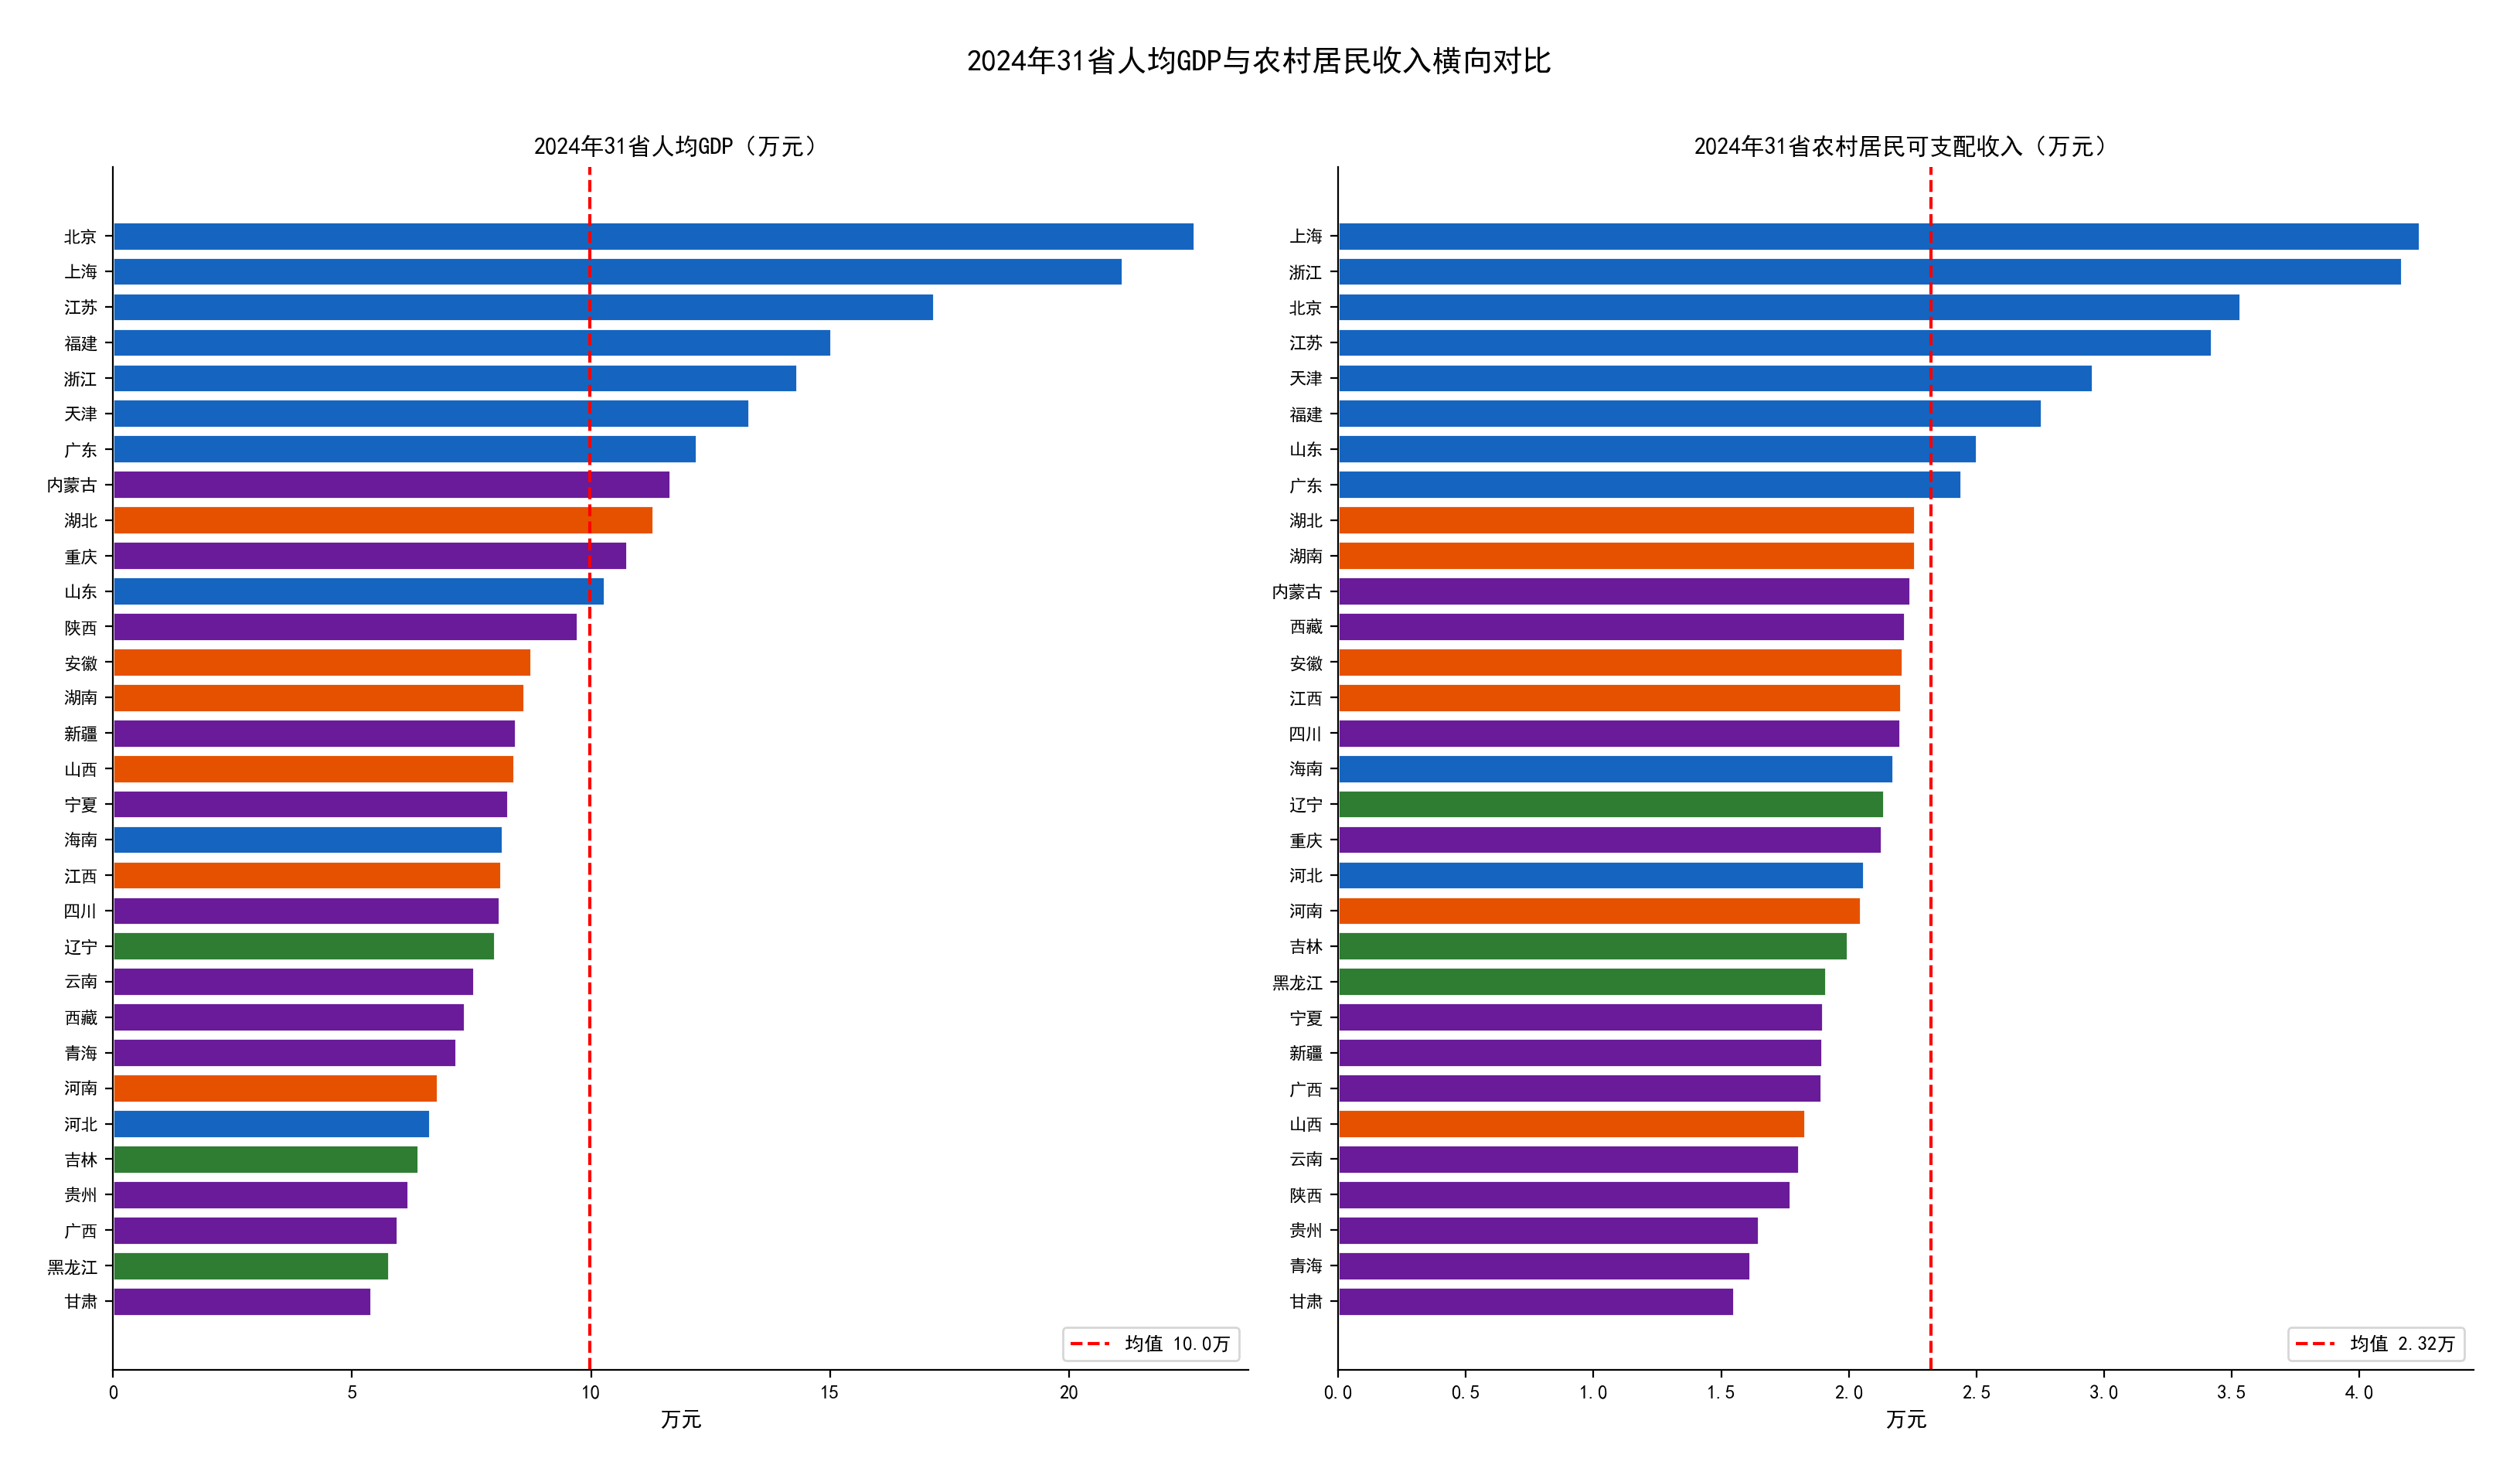 2024年31省人均GDP与农村居民收入横向对比
2024年31省人均GDP（万元）
北京
上海
江苏
福建
浙江
天津
广东
内蒙古
湖北
重庆
山东
陕西
安徽
湖南
新疆
山西
宁夏
海南
江西
四川
辽宁
云南
西藏
青海
河南
河北
吉林
贵州
广西
黑龙江
甘肃
均值 10.0万
0 5 10 15 20
万元
2024年31省农村居民可支配收入（万元）
上海
浙江
北京
江苏
天津
福建
山东
广东
湖北
湖南
内蒙古
西藏
安徽
江西
四川
海南
辽宁
重庆
河北
河南
吉林
黑龙江
宁夏
新疆
广西
山西
云南
陕西
贵州
青海
甘肃
均值 2.32万
0.0 0.5 1.0 1.5 2.0 2.5 3.0 3.5 4.0
万元